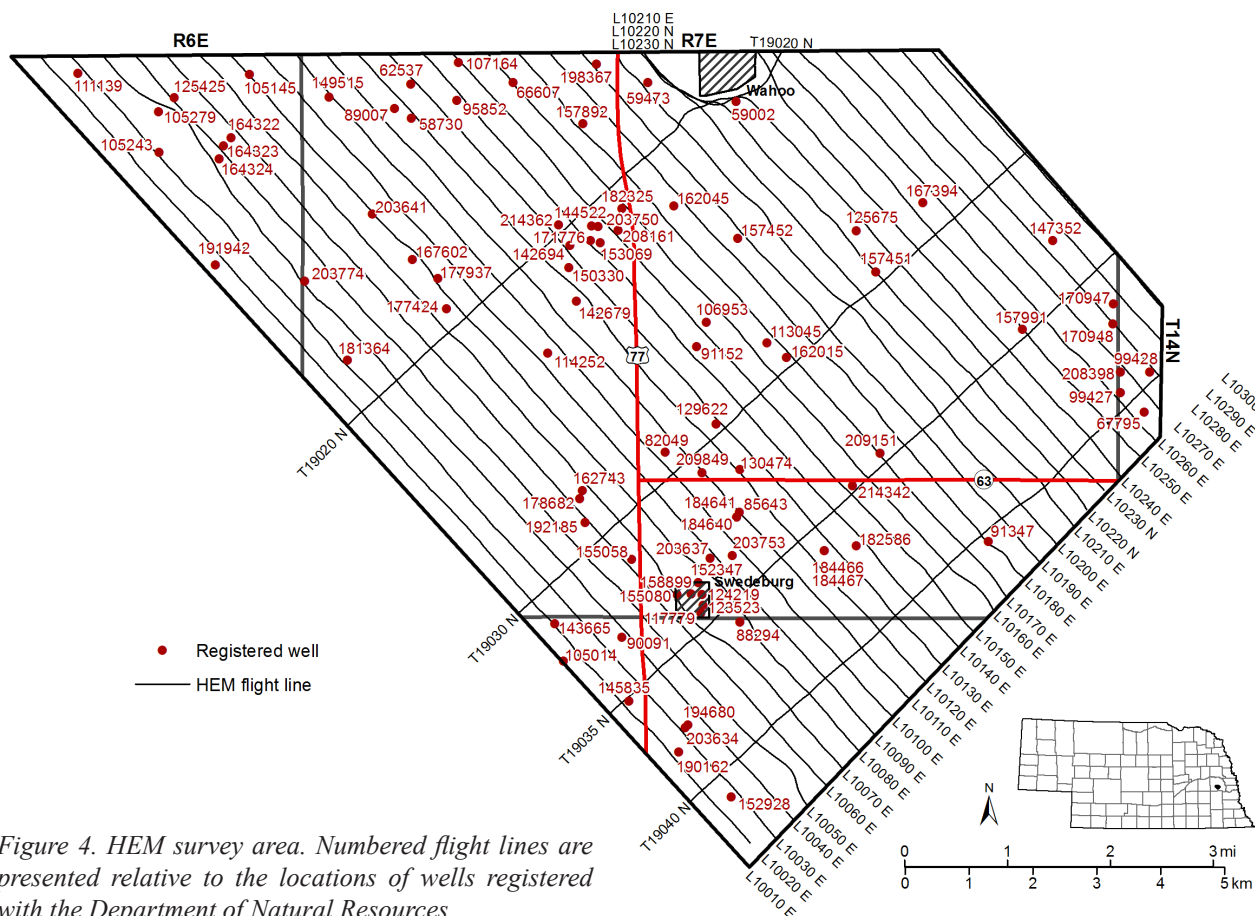 L10210 E
L10220 N
L10230 N
R6E
R7E
T19020 N
107164
198367
62537
105145
149515
125425
111139
66607
59473
Wahoo
95852
89007
59002
105279
58730
157892
164322
164323
105243
164324
167394
182325
162045
203641
144522
203750
214362
125675
208161
171776
157452
147352
142694
153069
191942
167602
157451
203774
177937
150330
170947
177424
142679
106953
157991
170948
T14N
113045
181364
91152
162015
77
114252
99428
208398
99427
L10300
L10290 E
L10280 E
L10270 E
L10260 E
L10250 E
L10240 E
L10230 N
L10220 N
L10210 E
L10200 E
L10190 E
L10180 E
L10170 E
L10160 E
L10150 E
L10140 E
L10130 E
L10120 E
L10110 E
L10100 E
L10090 E
L10080 E
L10070 E
L10060 E
L10050 E
L10040 E
L10030 E
L10020 E
L10010 E
129622
67795
82049
209151
T19020 N
209849
130474
162743
63
178682
184641
85643
214342
184640
192185
91347
203637
203753
182586
155058
152347
184466
158899
Swedeburg
184467
155080
124219
123523
117779
143665
88294
T19030 N
90091
105014
Registered well
HEM flight line
145835
194680
T19035 N
203634
190162
152928
T19040 N
N
0 1 2 3 mi
0 1 2 3 4 5 km
Figure 4. HEM survey area. Numbered flight lines are
presented relative to the locations of wells registered
with the Department of Natural Resources